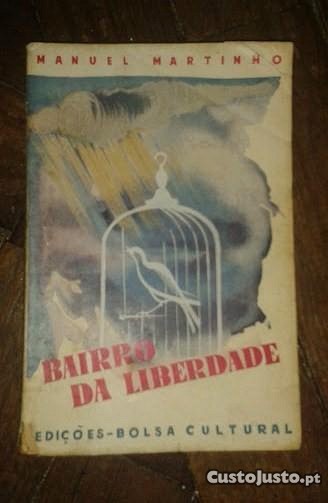 MANUEL MARTINHO
BAIRRO
DA LIBERDADE
EDIÇÕES-BOLSA CULTURAL
CustoJusto.pt